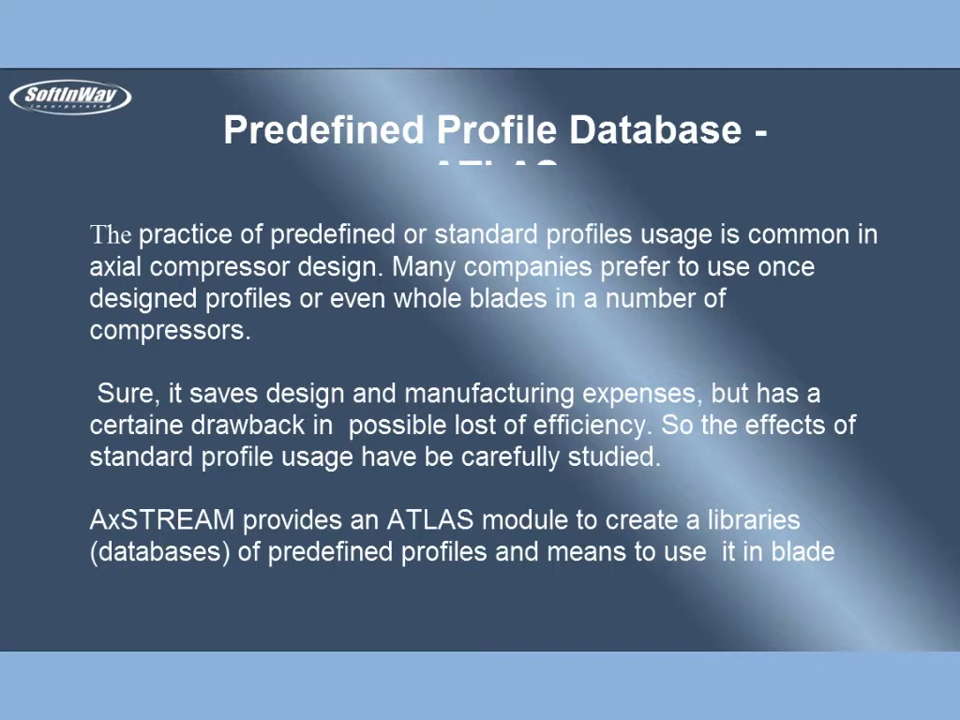 SoftInWay
Incorporated
Predefined Profile Database -
ATLAS
The practice of predefined or standard profiles usage is common in
axial compressor design. Many companies prefer to use once
designed profiles or even whole blades in a number of
compressors.
Sure, it saves design and manufacturing expenses, but has a
certaine drawback in possible lost of efficiency. So the effects of
standard profile usage have be carefully studied.
AxSTREAM provides an ATLAS module to create a libraries
(databases) of predefined profiles and means to use it in blade